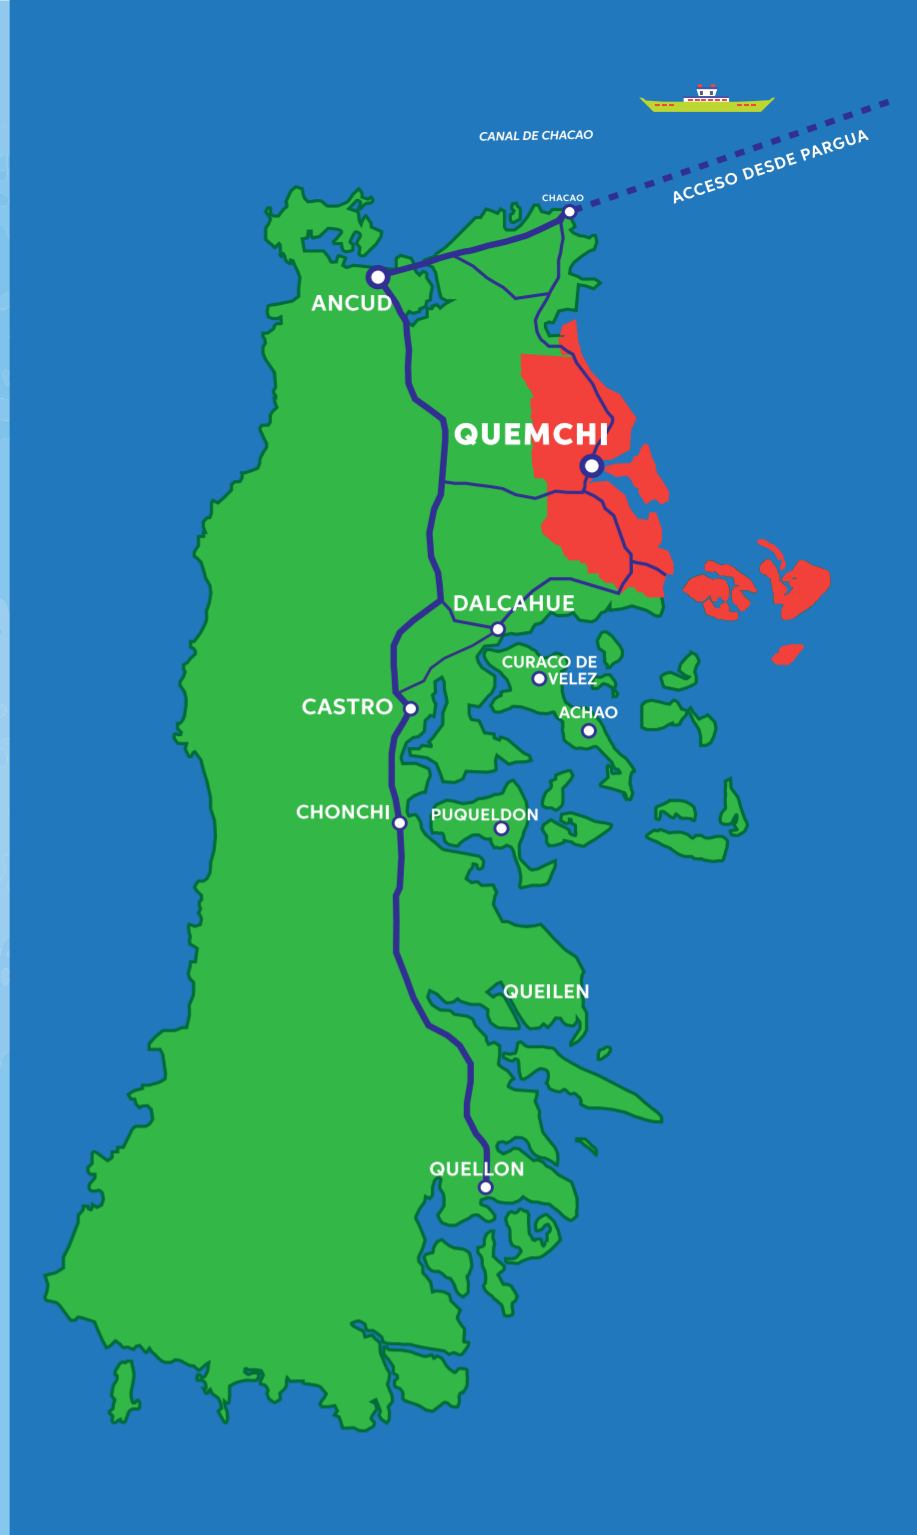 CANAL DE CHACAO
ACCESO DESDE PARGUA
CHACAO
ANCUD
QUEMCHI
DALCAHUE
CURACO DE
VELEZ
CASTRO
ACHAO
CHONCHI
PUQUELDON
QUEILEN
QUELLON